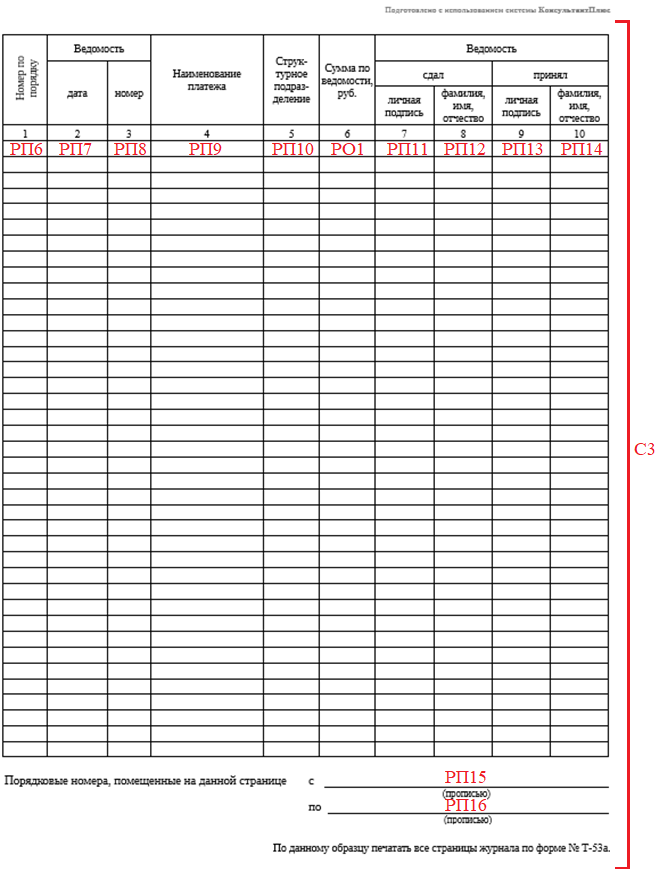 Подготовлено с использованием системы КонсультантПлюс
Номер по порядку
Ведомость
Наименование платежа
Струк-
турное
подраз-
деление
Сумма по
ведомости,
руб.
Ведомость
дата
номер
сдал
принял
личная
подпись
фамилия,
имя,
отчество
личная
подпись
фамилия,
имя,
отчество
1 2 3 4 5 6 7 8 9 10
РП6 РП7 РП8 РП9 РП10 РО1 РП11 РП12 РП13 РП14
С3
Порядковые номера, помещенные на данной странице с РП15
(прописью)
по РП16
(прописью)
По данному образцу печатать все страницы журнала по форме № Т-53а.